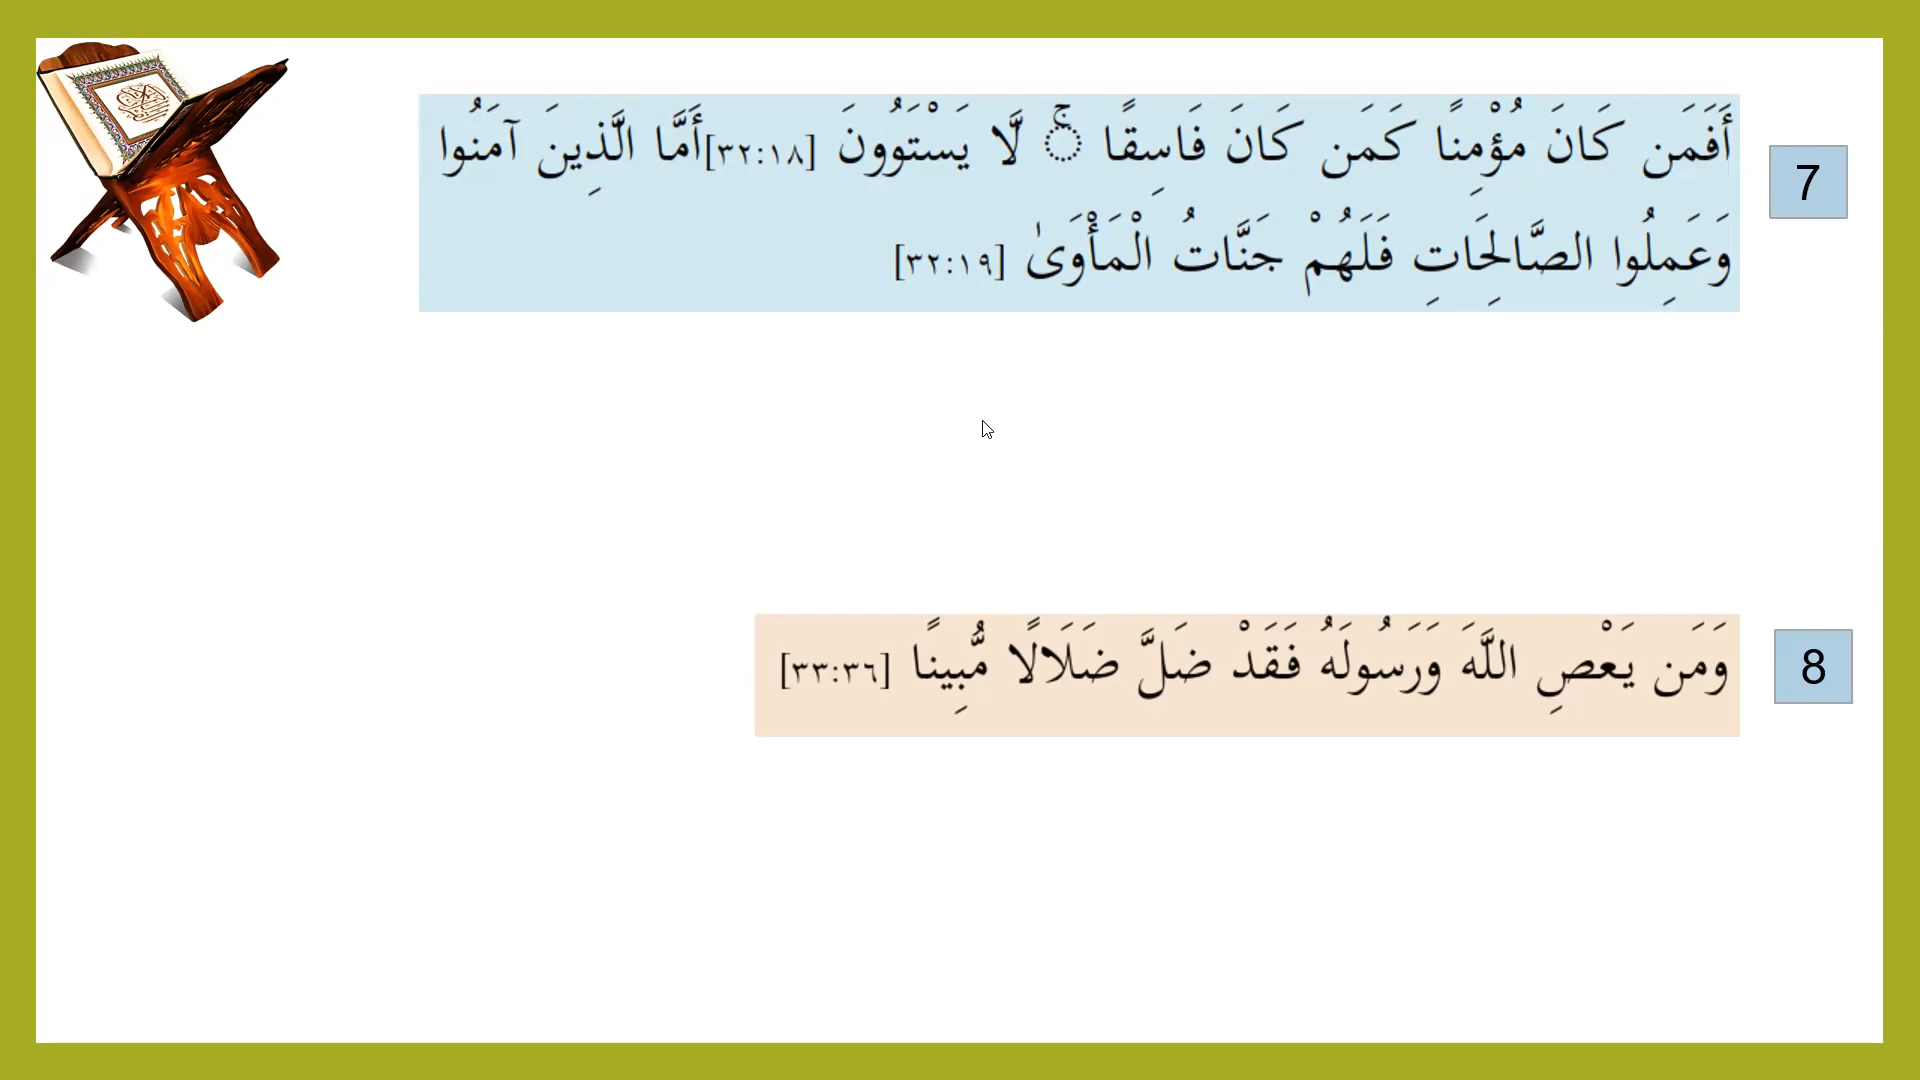 أَفَمَن كَانَ مُؤْمِنًا كَمَن كَانَ فَاسِقًا ۚ لَّا يَسْتَوُونَ [٣٢:١٨]أَمَّا الَّذِينَ آمَنُوا
وَعَمِلُوا الصَّالِحَاتِ فَلَهُمْ جَنَّاتُ الْمَأْوَىٰ [٣٢:١٩]
7
وَمَن يَعْصِ اللَّهَ وَرَسُولَهُ فَقَدْ ضَلَّ ضَلَالًا مُّبِينًا [٣٣:٣٦]
8